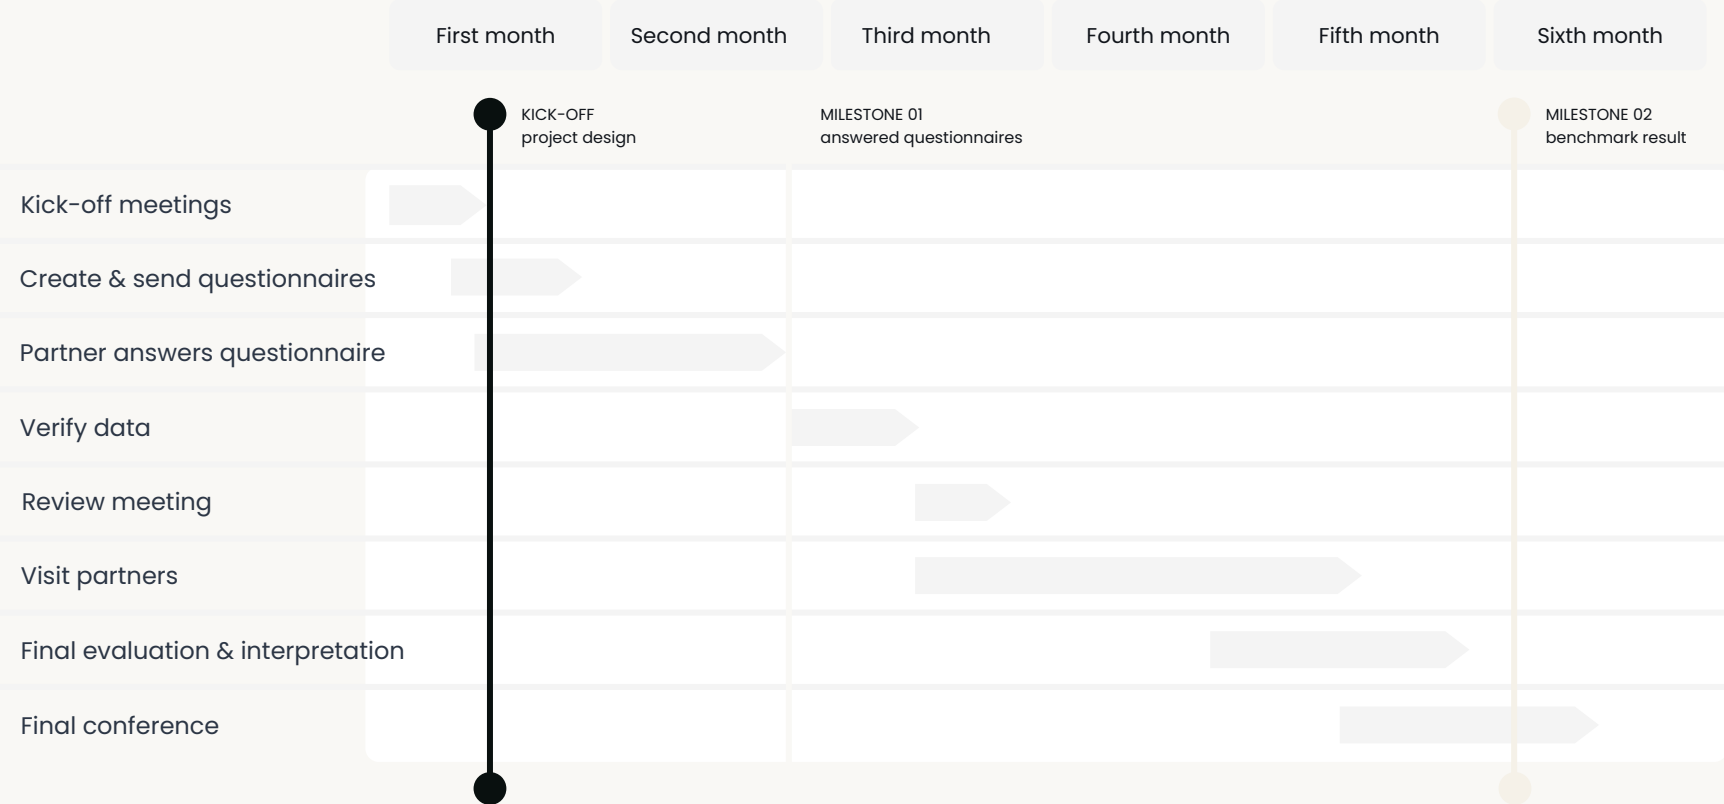 First month
Second month
Third month
Fourth month
Fifth month
Sixth month
KICK-OFF
project design
MILESTONE 01
answered questionnaires
MILESTONE 02
benchmark result
Kick-off meetings
Create & send questionnaires
Partner answers questionnaire
Verify data
Review meeting
Visit partners
Final evaluation & interpretation
Final conference